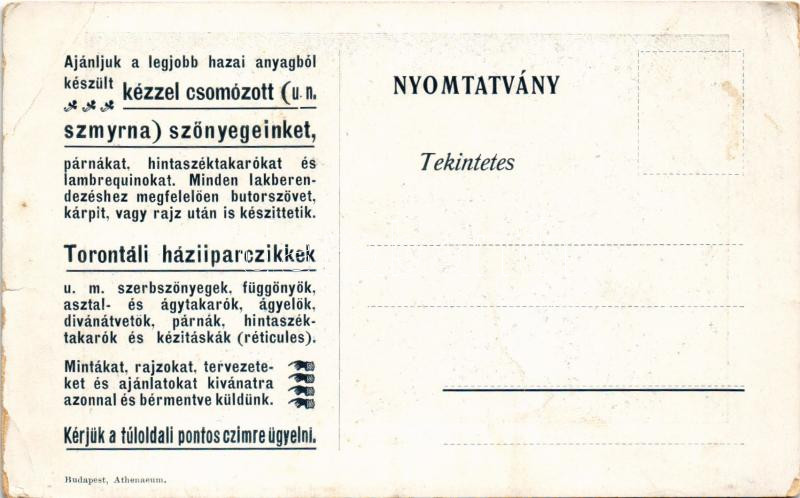 Ajánljuk a legjobb hazai anyagból
készült kézzel csomózott (u. n.
szmyrna) szőnyegeinket,
párnákat, hintaszéktakarókat és
lambrequinokat. Minden lakberen-
dezéshez megfelelően butorszövet,
kárpit, vagy rajz után is készittetik.
Torontáli háziiparczikkek
u. m. szerbszőnyegek, függönyök,
asztal- és ágytakarók, ágyelők,
divánátvetők, párnák, hintaszék-
takarók és kézitáskák (réticules).
Mintákat, rajzokat, tervezete-
ket és ajánlatokat kivánatra
azonnal és bérmentve küldünk.
Kérjük a túloldali pontos czimre ügyelni.
Budapest, Athenaeum.
NYOMTATVÁNY
Tekintetes